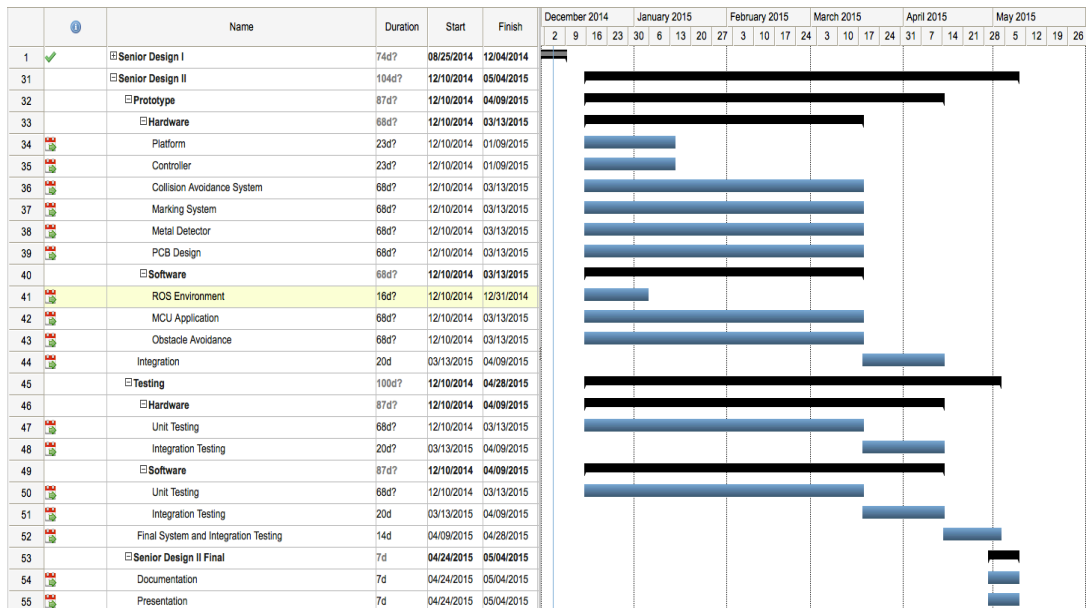 December 2014 January 2015 February 2015 March 2015 April 2015 May 2015
Name Duration Start Finish
2 9 16 23 30 6 13 20 27 3 10 17 24 3 10 17 24 31 7 14 21 28 5 12 19 26
1 Senior Design I 74d? 08/25/2014 12/04/2014
31 Senior Design II 104d? 12/10/2014 05/04/2015
32 Prototype 87d? 12/10/2014 04/09/2015
33 Hardware 68d? 12/10/2014 03/13/2015
34 Platform 23d? 12/10/2014 01/09/2015
35 Controller 23d? 12/10/2014 01/09/2015
36 Collision Avoidance System 68d? 12/10/2014 03/13/2015
37 Marking System 68d? 12/10/2014 03/13/2015
38 Metal Detector 68d? 12/10/2014 03/13/2015
39 PCB Design 68d? 12/10/2014 03/13/2015
40 Software 68d? 12/10/2014 03/13/2015
41 ROS Environment 16d? 12/10/2014 12/31/2014
42 MCU Application 68d? 12/10/2014 03/13/2015
43 Obstacle Avoidance 68d? 12/10/2014 03/13/2015
44 Integration 20d 03/13/2015 04/09/2015
45 Testing 100d? 12/10/2014 04/28/2015
46 Hardware 87d? 12/10/2014 04/09/2015
47 Unit Testing 68d? 12/10/2014 03/13/2015
48 Integration Testing 20d? 03/13/2015 04/09/2015
49 Software 87d? 12/10/2014 04/09/2015
50 Unit Testing 68d? 12/10/2014 03/13/2015
51 Integration Testing 20d 03/13/2015 04/09/2015
52 Final System and Integration Testing 14d 04/09/2015 04/28/2015
53 Senior Design II Final 7d 04/24/2015 05/04/2015
54 Documentation 7d 04/24/2015 05/04/2015
55 Presentation 7d 04/24/2015 05/04/2015